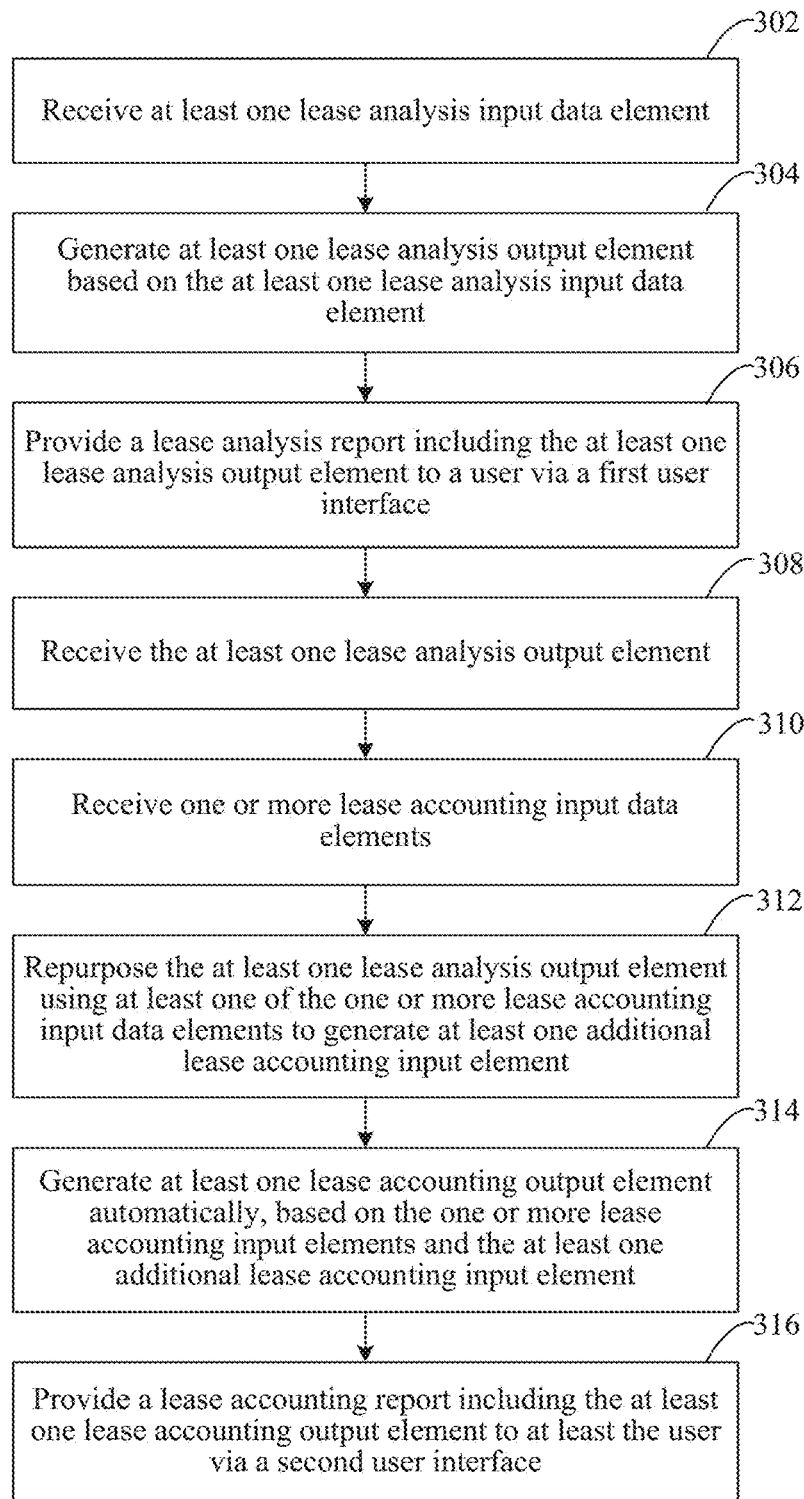 302
Receive at least one lease analysis input data element
304
Generate at least one lease analysis output element
based on the at least one lease analysis input data
element
306
Provide a lease analysis report including the at least one
lease analysis output element to a user via a first user
interface
308
Receive the at least one lease analysis output element
310
Receive one or more lease accounting input data
elements
312
Repurpose the at least one lease analysis output element
using at least one of the one or more lease accounting
input data elements to generate at least one additional
lease accounting input element
314
Generate at least one lease accounting output element
automatically, based on the one or more lease
accounting input elements and the at least one
additional lease accounting input element
316
Provide a lease accounting report including the at least
one lease accounting output element to at least the user
via a second user interface